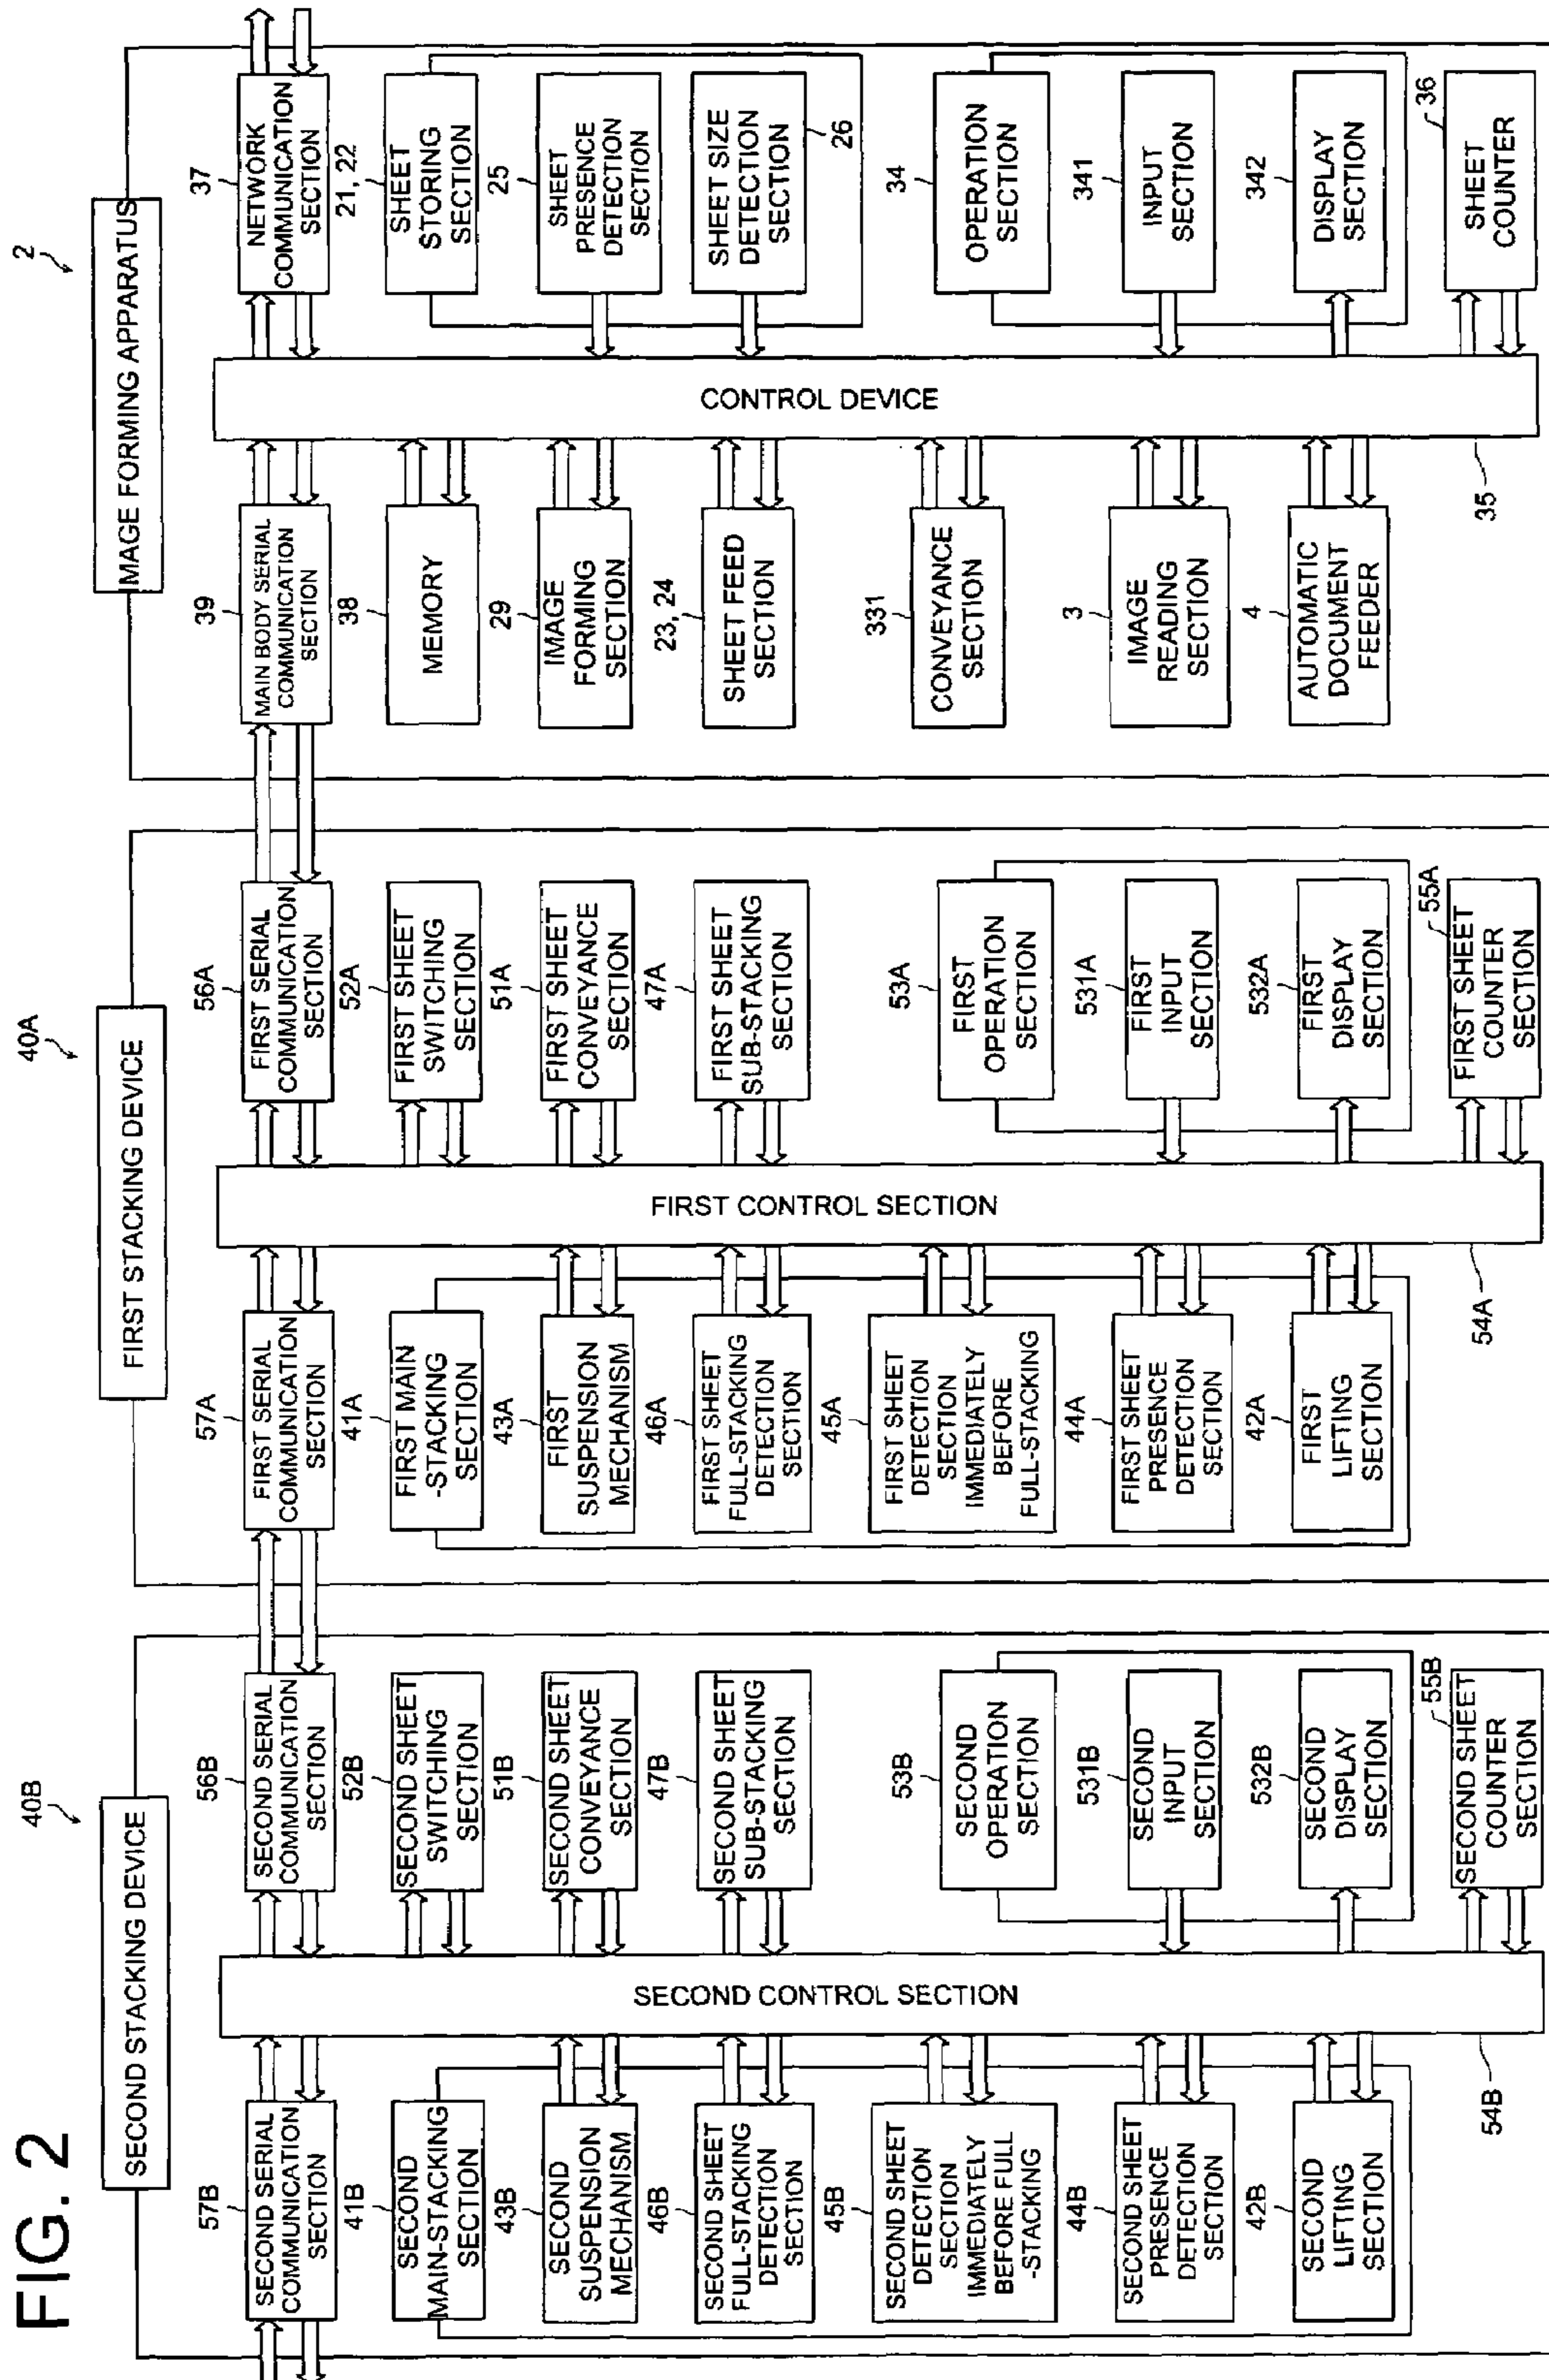 FIG. 2
40B
SECOND STACKING DEVICE
57B
SECOND SERIAL
COMMUNICATION
SECTION
41B
SECOND
MAIN-STACKING
SECTION
43B
SECOND
SUSPENSION
MECHANISM
46B
SECOND SHEET
FULL-STACKING
DETECTION
SECTION
45B
SECOND SHEET
DETECTION
SECTION
IMMEDIATELY
BEFORE FULL
-STACKING
44B
SECOND SHEET
PRESENCE
DETECTION
SECTION
42B
SECOND
LIFTING
SECTION
SECOND CONTROL SECTION
54B
56B
SECOND SERIAL
COMMUNICATION
SECTION
52B
SECOND SHEET
SWITCHING
SECTION
51B
SECOND SHEET
CONVEYANCE
SECTION
47B
SECOND SHEET
SUB-STACKING
SECTION
53B
SECOND
OPERATION
SECTION
531B
SECOND
INPUT
SECTION
532B
SECOND
DISPLAY
SECTION
55B
SECOND SHEET
COUNTER
SECTION
40A
FIRST STACKING DEVICE
57A
FIRST SERIAL
COMMUNICATION
SECTION
41A
FIRST MAIN
-STACKING
SECTION
43A
FIRST
SUSPENSION
MECHANISM
46A
FIRST SHEET
FULL-STACKING
DETECTION
SECTION
45A
FIRST SHEET
DETECTION
SECTION
IMMEDIATELY
BEFORE
FULL-STACKING
44A
FIRST SHEET
PRESENCE
DETECTION
SECTION
42A
FIRST
LIFTING
SECTION
FIRST CONTROL SECTION
54A
56A
FIRST SERIAL
COMMUNICATION
SECTION
52A
FIRST SHEET
SWITCHING
SECTION
51A
FIRST SHEET
CONVEYANCE
SECTION
47A
FIRST SHEET
SUB-STACKING
SECTION
53A
FIRST
OPERATION
SECTION
531A
FIRST
INPUT
SECTION
532A
FIRST
DISPLAY
SECTION
55A
FIRST SHEET
COUNTER
SECTION
2
IMAGE FORMING APPARATUS
39
MAIN BODY SERIAL
COMMUNICATION
SECTION
38
MEMORY
29
IMAGE
FORMING
SECTION
23, 24
SHEET FEED
SECTION
331
CONVEYANCE
SECTION
3
IMAGE
READING
SECTION
4
AUTOMATIC
DOCUMENT
FEEDER
CONTROL DEVICE
35
37
NETWORK
COMMUNICATION
SECTION
21, 22
SHEET
STORING
SECTION
25
SHEET
PRESENCE
DETECTION
SECTION
SHEET SIZE
DETECTION
SECTION
26
34
OPERATION
SECTION
341
INPUT
SECTION
342
DISPLAY
SECTION
36
SHEET
COUNTER